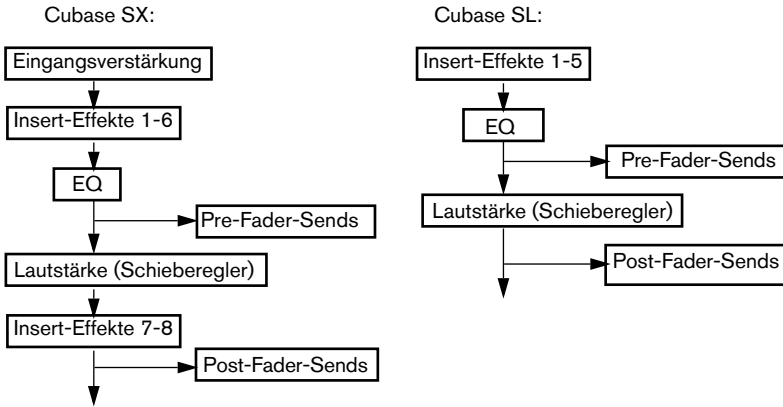 Cubase SX:
Eingangsverstärkung
Insert-Effekte 1-6
EQ
Pre-Fader-Sends
Lautstärke (Schieberegler)
Insert-Effekte 7-8
Post-Fader-Sends
Cubase SL:
Insert-Effekte 1-5
EQ
Pre-Fader-Sends
Lautstärke (Schieberegler)
Post-Fader-Sends